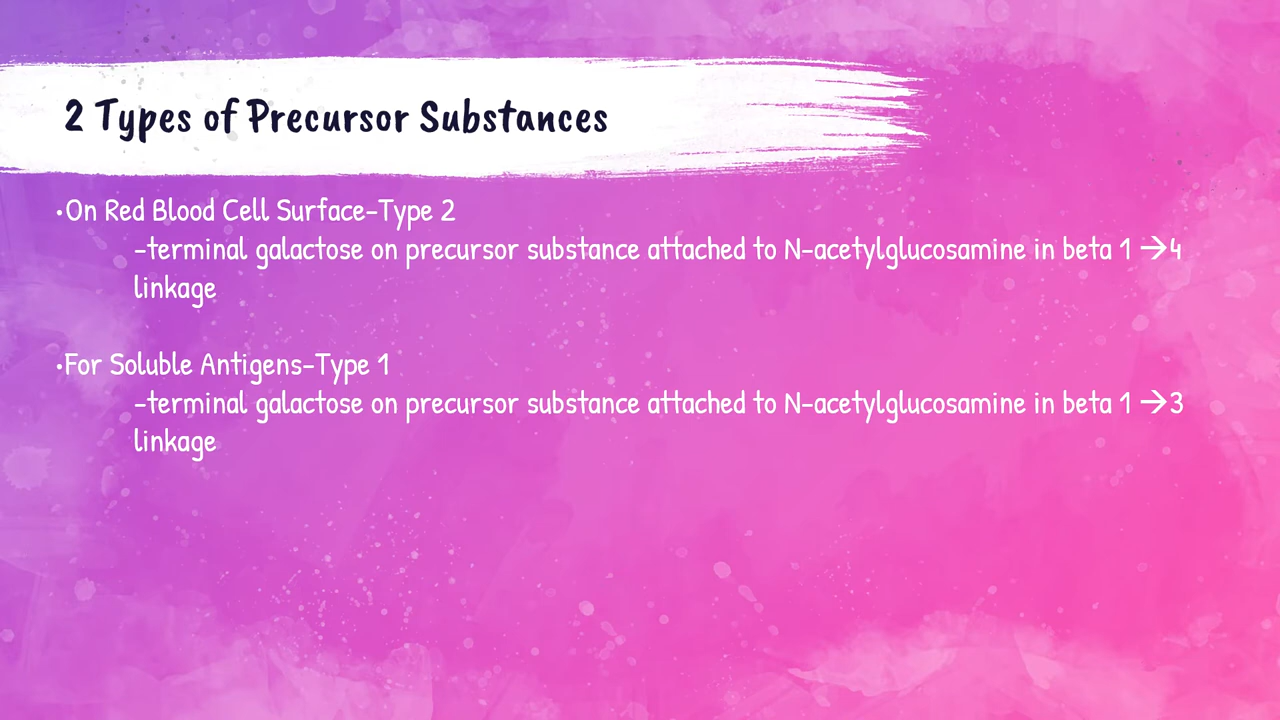 2 Types of Precursor Substances
•On Red Blood Cell Surface-Type 2
-terminal galactose on precursor substance attached to N-acetylglucosamine in beta 1 →4
linkage
•For Soluble Antigens-Type 1
-terminal galactose on precursor substance attached to N-acetylglucosamine in beta 1 →3
linkage